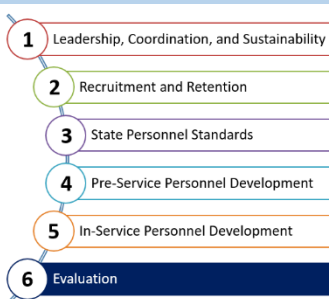 1 Leadership, Coordination, and Sustainability
2 Recruitment and Retention
3 State Personnel Standards
4 Pre-Service Personnel Development
5 In-Service Personnel Development
6 Evaluation